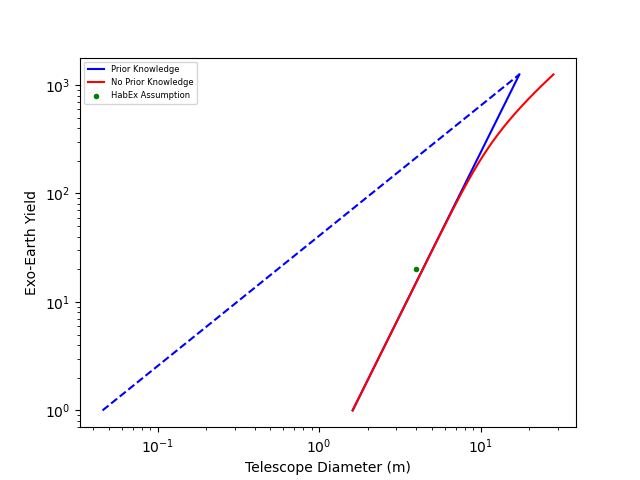 Prior Knowledge
No Prior Knowledge
HabEx Assumption
Exo-Earth Yield
10³
10²
10¹
10⁰
10⁻¹
10⁰
10¹
Telescope Diameter (m)